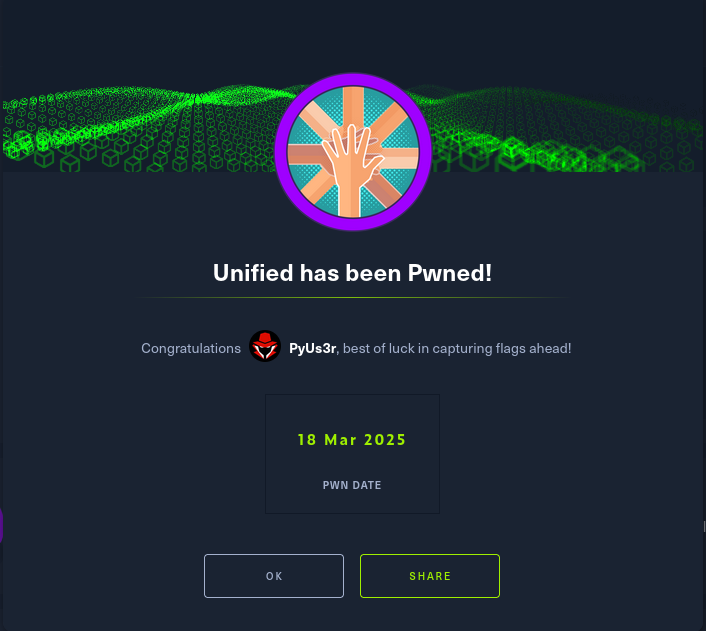 Unified has been Pwned!
Congratulations PyUs3r, best of luck in capturing flags ahead!
18 Mar 2025
PWN DATE
OK SHARE